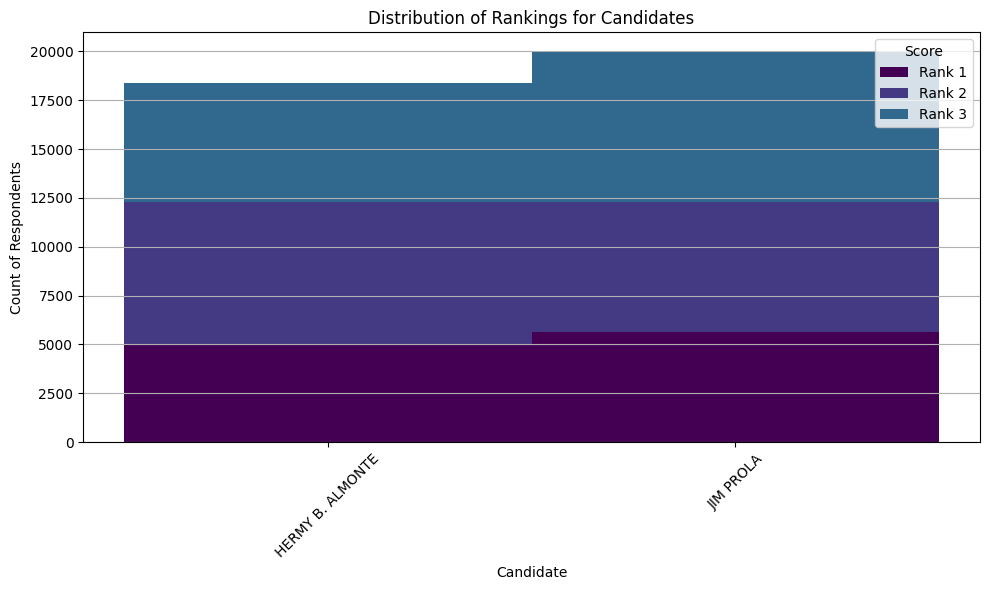 Distribution of Rankings for Candidates
Score
Rank 1
Rank 2
Rank 3
20000
17500
15000
12500
10000
7500
5000
2500
0
Count of Respondents
HERMY B. ALMONTE
JIM PROLA
Candidate